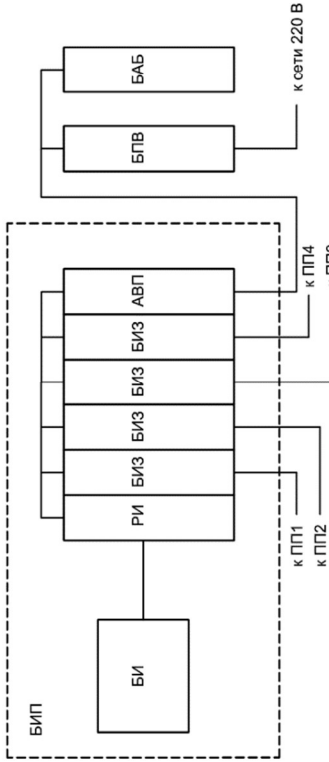 БИП
БИ
РИ
БИЗ
БИЗ
БИЗ
БИЗ
АВП
БПВ
БАБ
к ПП1
к ПП2
к ПП4
к сети 220 В